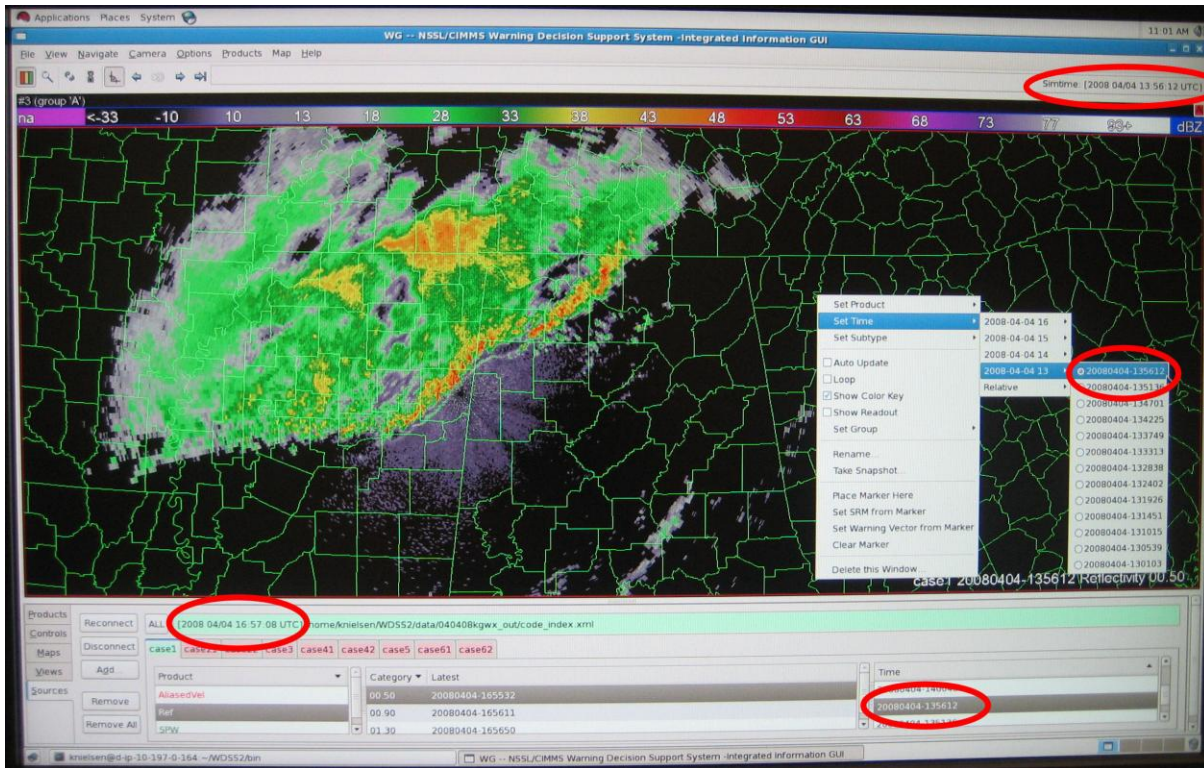 Applications Places System
11:01 AM
WG -- NSSL/CIMMS Warning Decision Support System -Integrated Information GUI
File View Navigate Camera Options Products Map Help
Simtime: [2008 04/04 13:56:12 UTC]
#3 (group 'A')
na <-33 -10 10 13 18 28 33 38 43 48 53 63 68 73 77 dBZ
Set Product
Set Time
Set Subtype
Auto Update
Loop
Show Color Key
Show Readout
Set Group
Rename...
Take Snapshot...
Place Marker Here
Set SRM from Marker
Set Warning Vector from Marker
Clear Marker
Delete this Window...
2008-04-04 16
2008-04-04 15
2008-04-04 14
2008-04-04 13
Relative
20080404-135612
20080404-135136
20080404-134701
20080404-134225
20080404-133749
20080404-133313
20080404-132838
20080404-132402
20080404-131926
20080404-131451
20080404-131015
20080404-130539
20080404-130103
case1 20080404-135612 Reflectivity 00.50
Products
Controls
Maps
Views
Sources
Reconnect
Disconnect
Add
Remove
Remove All
ALL [2008 04/04 16:57:08 UTC] /home/knielsen/WDSS2/data/040408kgwx_out/code_index.xml
case1 case3 case41 case42 case5 case61 case62
Product
AliasedVel
Ref
SPW
Category Latest
00.50 20080404-165532
00.90 20080404-165611
01.30 20080404-165650
Time
20080404-135612
knielsen@d-ip-10-197-0-164:~/WDSS2/bin
WG -- NSSL/CIMMS Warning Decision Support System -Integrated Information GUI